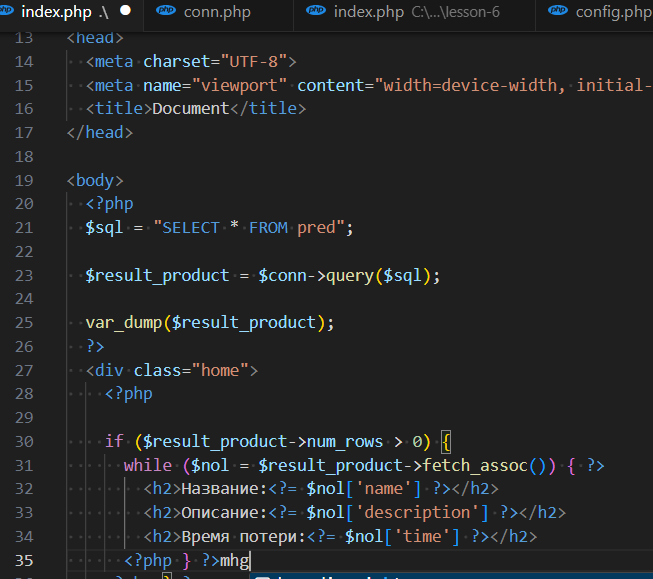 index.php .\ conn.php index.php C:\...\lesson-6 config.php
13 <head>
14 <meta charset="UTF-8">
15 <meta name="viewport" content="width=device-width, initial-
16 <title>Document</title>
17 </head>
18
19 <body>
20 <?php
21 $sql = "SELECT * FROM pred";
22
23 $result_product = $conn->query($sql);
24
25 var_dump($result_product);
26 ?>
27 <div class="home">
28 <?php
29
30 if ($result_product->num_rows > 0) {
31 while ($nol = $result_product->fetch_assoc()) { ?>
32 <h2>Название:<?= $nol['name'] ?></h2>
33 <h2>Описание:<?= $nol['description'] ?></h2>
34 <h2>Время потери:<?= $nol['time'] ?></h2>
35 <?php } ?>mhg